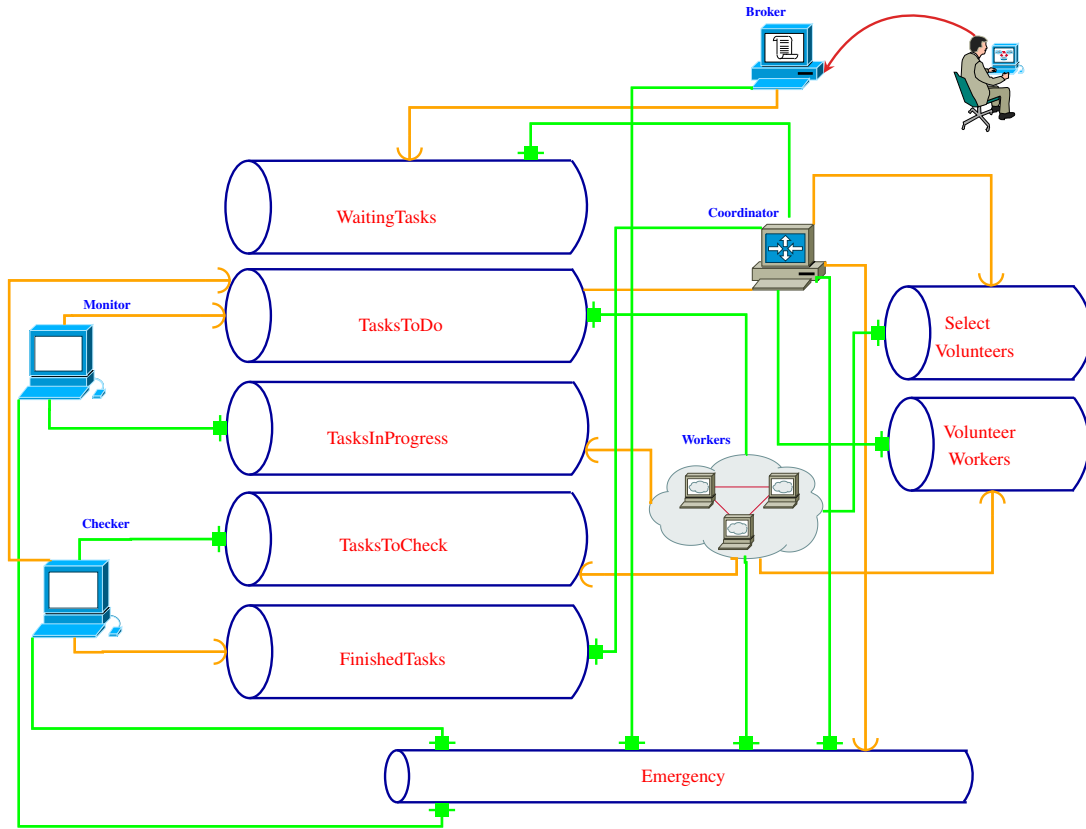 Broker
WaitingTasks
Coordinator
Monitor
TasksToDo
Select
Volunteers
TasksInProgress
Workers
Volunteer
Workers
Checker
TasksToCheck
FinishedTasks
Emergency